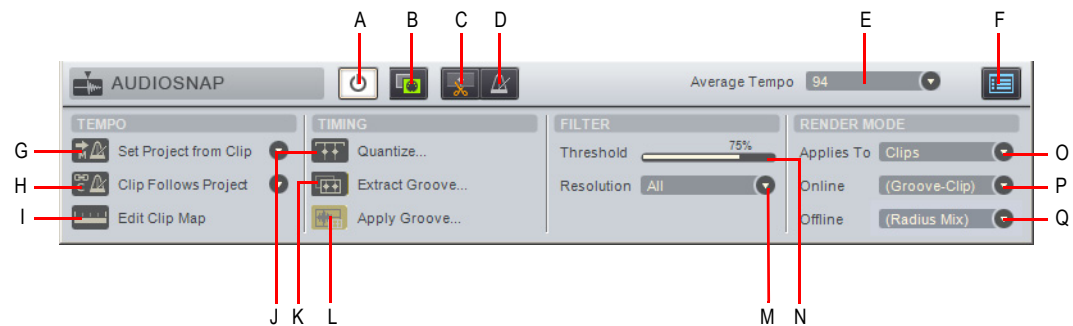 A B C D E F
AUDIOSNAP Average Tempo 94
TEMPO TIMING FILTER RENDER MODE
G Set Project from Clip Quantize... Threshold 75% Applies To Clips O
H Clip Follows Project Extract Groove... Resolution All Online (Groove-Clip) P
I Edit Clip Map Apply Groove... Offline (Radius Mix) Q
J K L M N